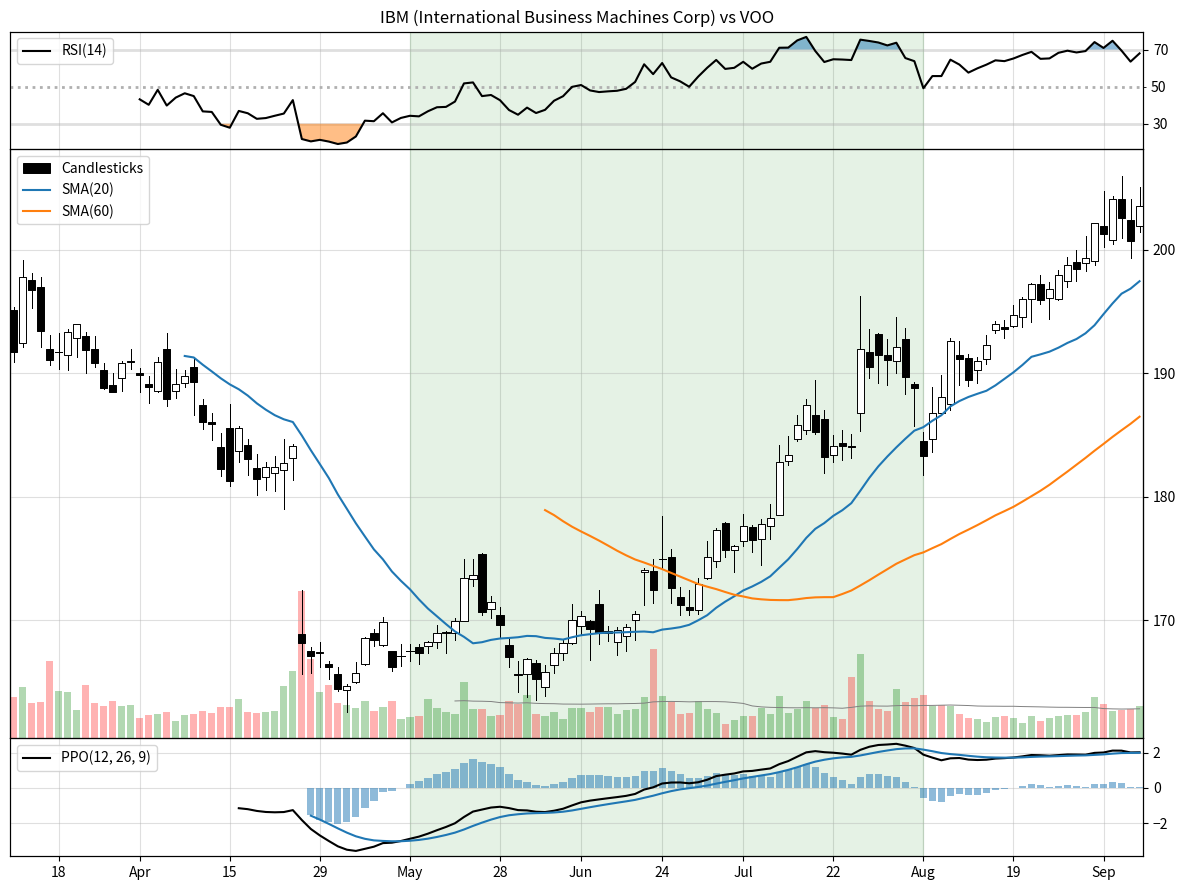 IBM (International Business Machines Corp) vs VOO
RSI(14)
70
50
30
Candlesticks
SMA(20)
SMA(60)
200
190
180
170
PPO(12, 26, 9)
2
0
−2
18 Apr 15 29 May 28 Jun 24 Jul 22 Aug 19 Sep